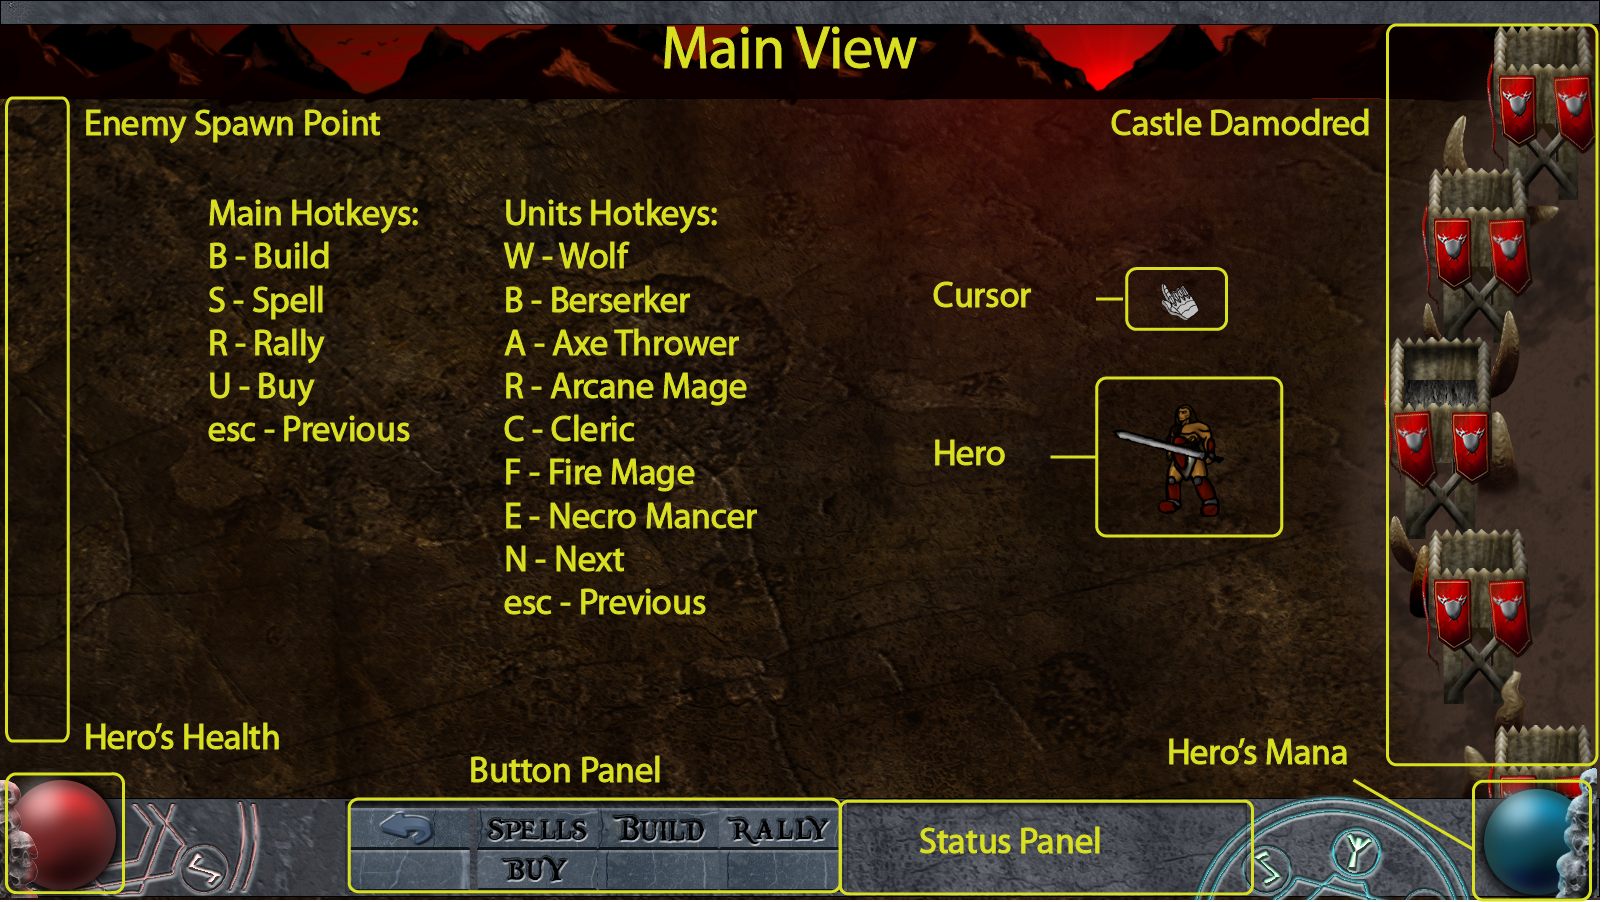 Main View
Enemy Spawn Point
Castle Damodred
Main Hotkeys:
B - Build
S - Spell
R - Rally
U - Buy
esc - Previous
Units Hotkeys:
W - Wolf
B - Berserker
A - Axe Thrower
R - Arcane Mage
C - Cleric
F - Fire Mage
E - Necro Mancer
N - Next
esc - Previous
Cursor
Hero
Hero's Health
Button Panel
Hero's Mana
SPELLS BUILD RALLY
BUY
Status Panel